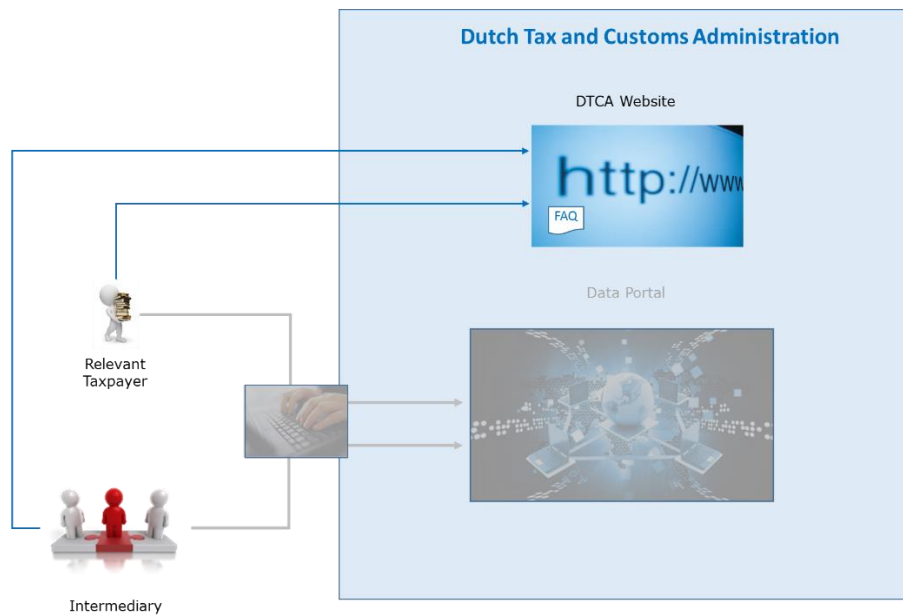 Dutch Tax and Customs Administration
DTCA Website
http://www
FAQ
Data Portal
Relevant
Taxpayer
Intermediary